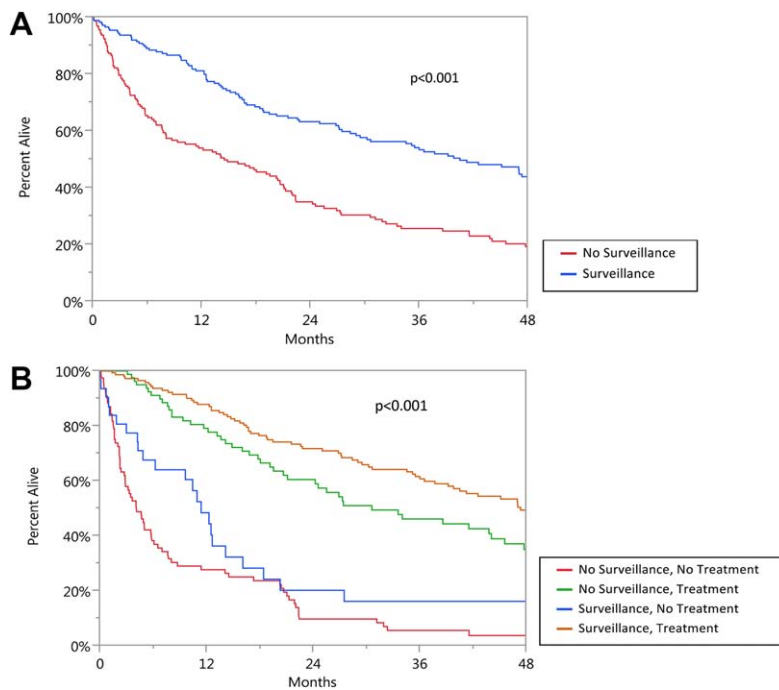 A
100%
80%
60%
40%
20%
0%
Percent Alive
p<0.001
0 12 24 36 48
Months
No Surveillance
Surveillance
B
100%
80%
60%
40%
20%
0%
Percent Alive
p<0.001
0 12 24 36 48
Months
No Surveillance, No Treatment
No Surveillance, Treatment
Surveillance, No Treatment
Surveillance, Treatment